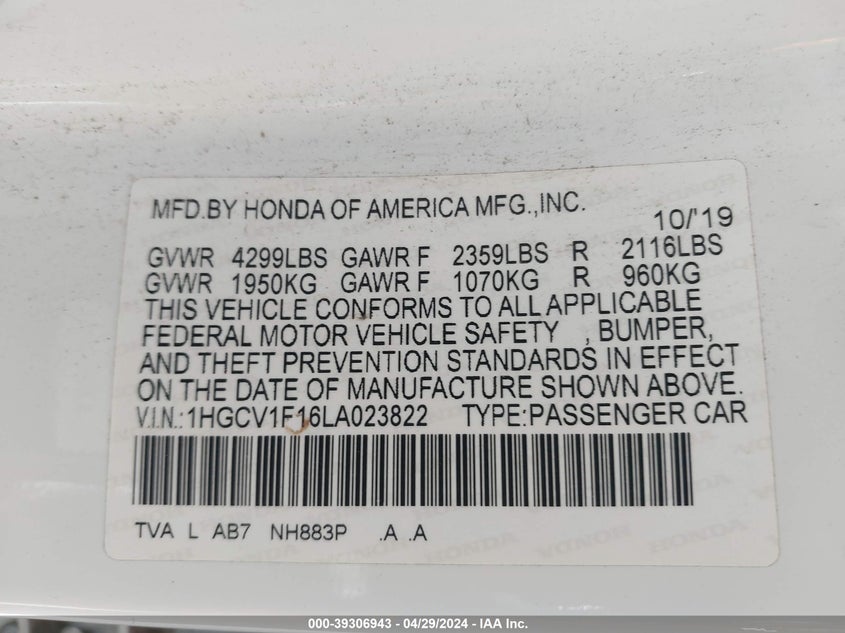 MFD.BY HONDA OF AMERICA MFG.,INC. 10/'19
GVWR 4299LBS GAWR F 2359LBS R 2116LBS
GVWR 1950KG GAWR F 1070KG R 960KG
THIS VEHICLE CONFORMS TO ALL APPLICABLE
FEDERAL MOTOR VEHICLE SAFETY , BUMPER,
AND THEFT PREVENTION STANDARDS IN EFFECT
ON THE DATE OF MANUFACTURE SHOWN ABOVE.
V.I.N.:1HGCV1F16LA023822 TYPE:PASSENGER CAR
TVA L AB7 NH883P .A .A
000-39306943 - 04/29/2024 - IAA Inc.